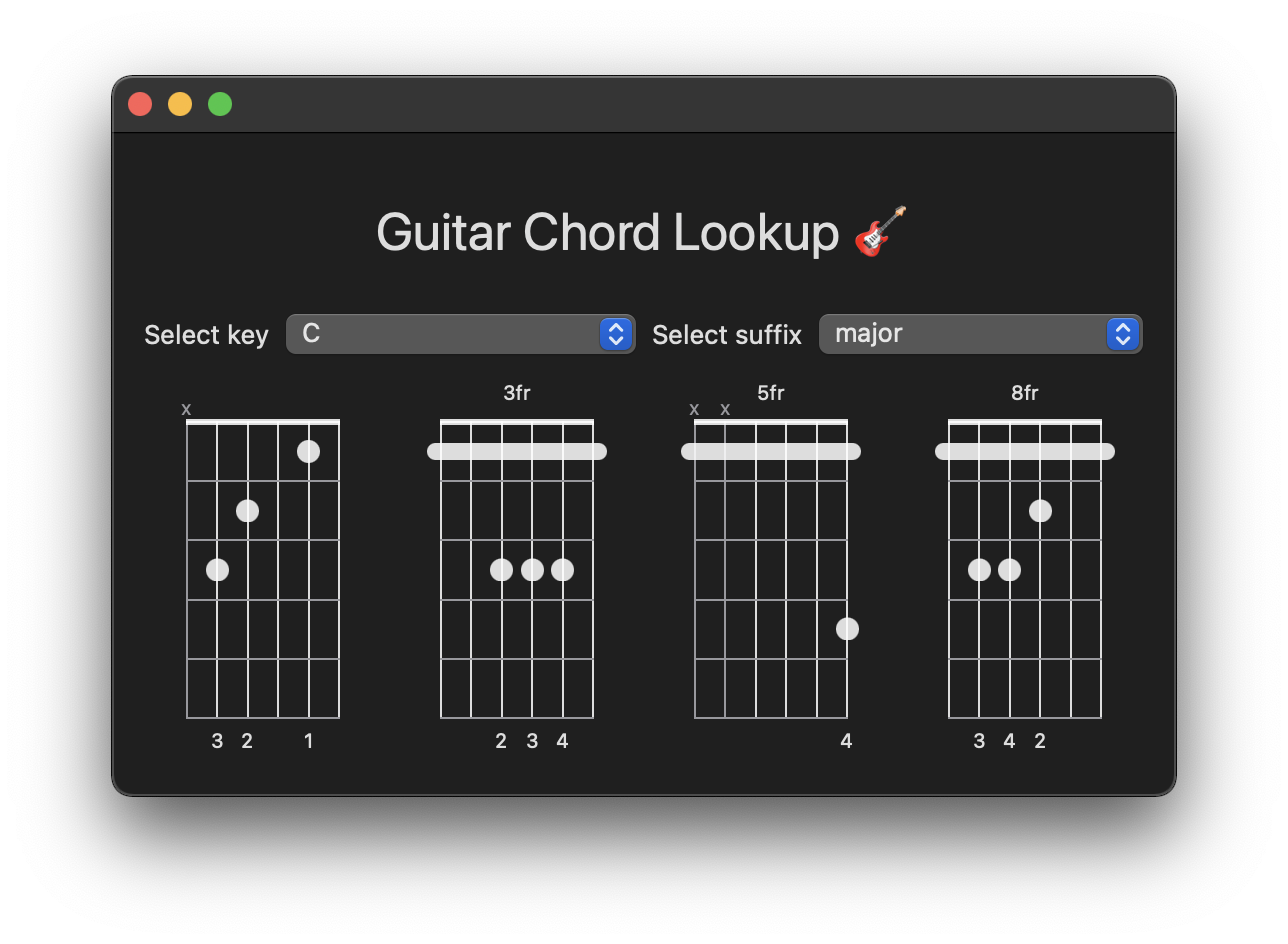 Guitar Chord Lookup 🎸
Select key C Select suffix major
3fr 5fr 8fr
x x x
3 2 1 2 3 4 4 3 4 2